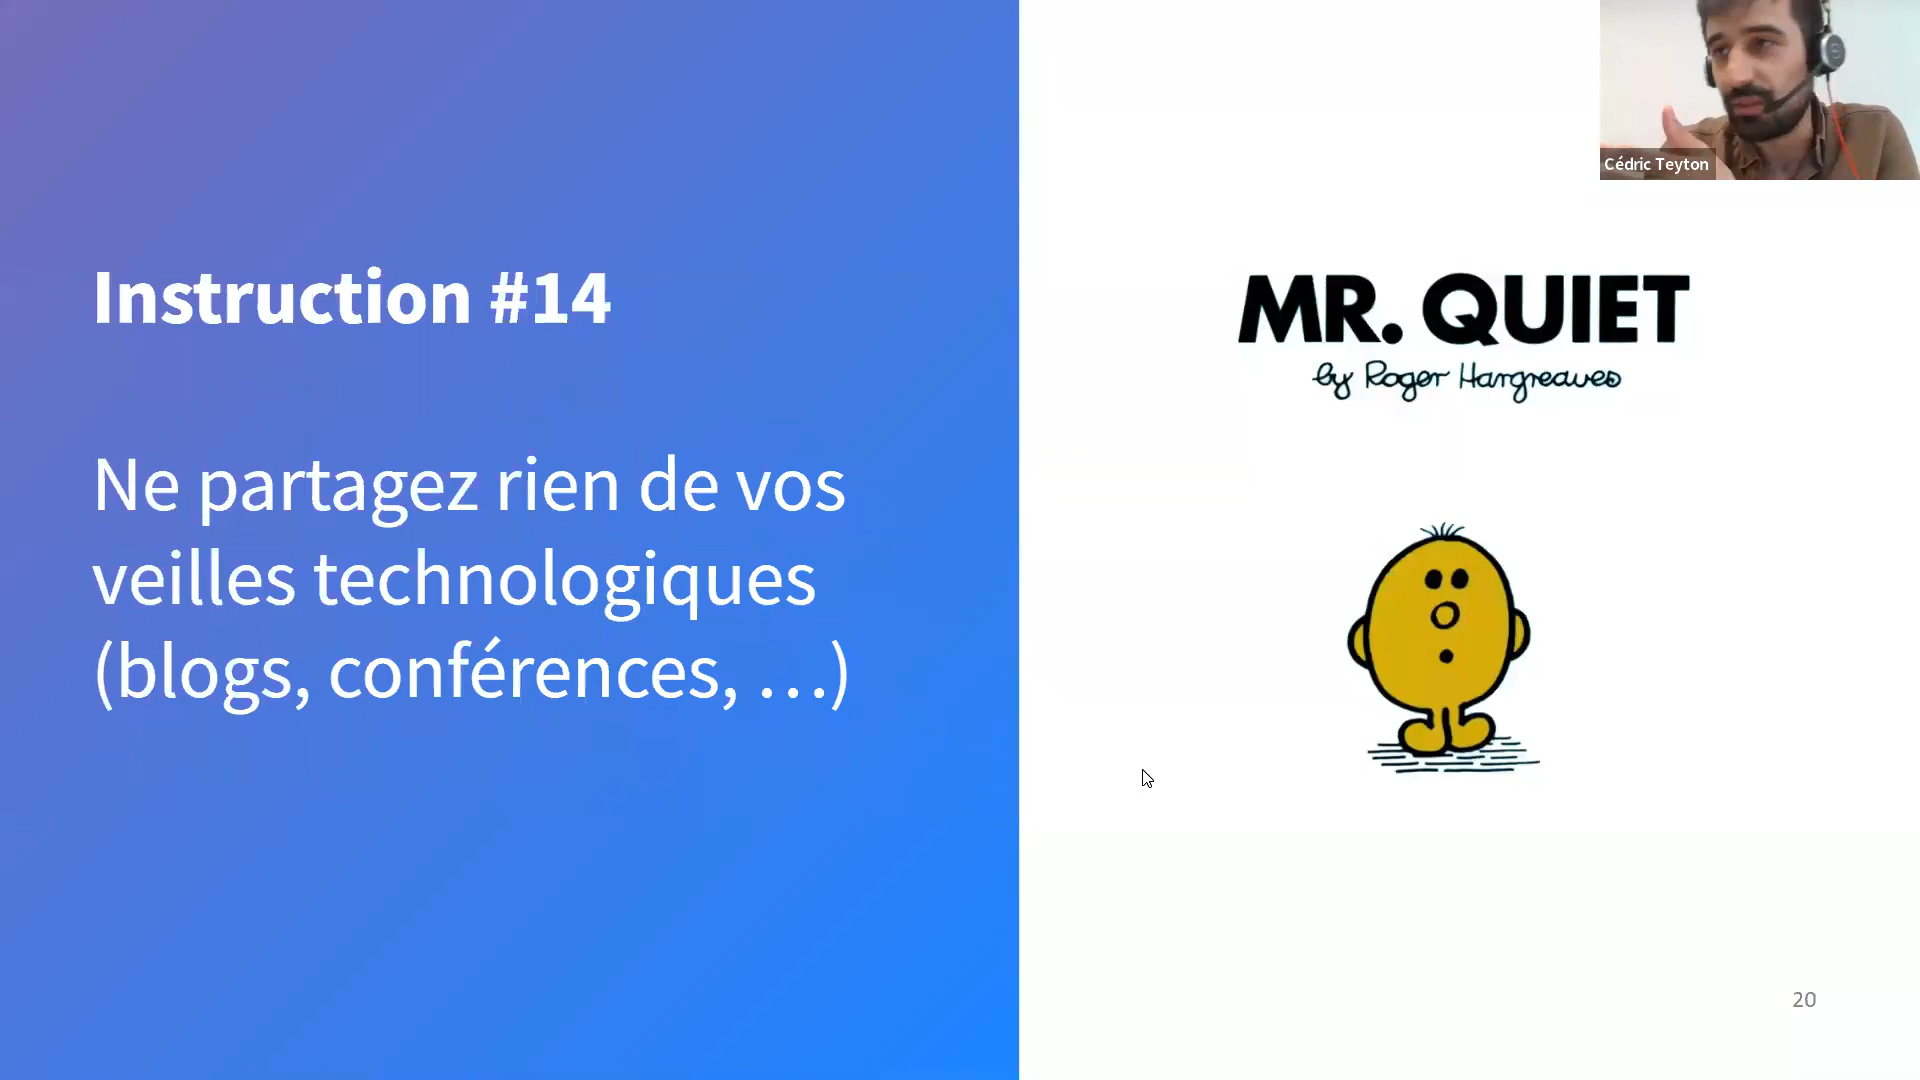 Instruction #14
Ne partagez rien de vos
veilles technologiques
(blogs, conférences, …)
MR. QUIET
by Roger Hargreaves
Cédric Teyton
20